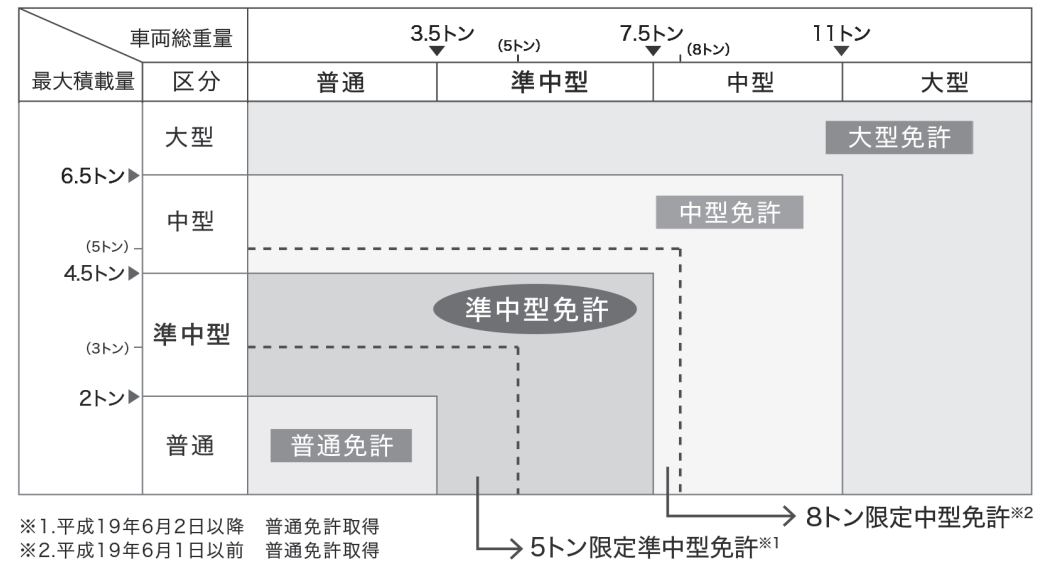 車両総重量
3.5トン
(5トン)
7.5トン
(8トン)
11トン
最大積載量
区分
普通
準中型
中型
大型
大型
大型免許
6.5トン
中型
中型免許
(5トン)
4.5トン
準中型免許
準中型
(3トン)
2トン
普通
普通免許
8トン限定中型免許※2
5トン限定準中型免許※1
※1.平成19年6月2日以降 普通免許取得
※2.平成19年6月1日以前 普通免許取得